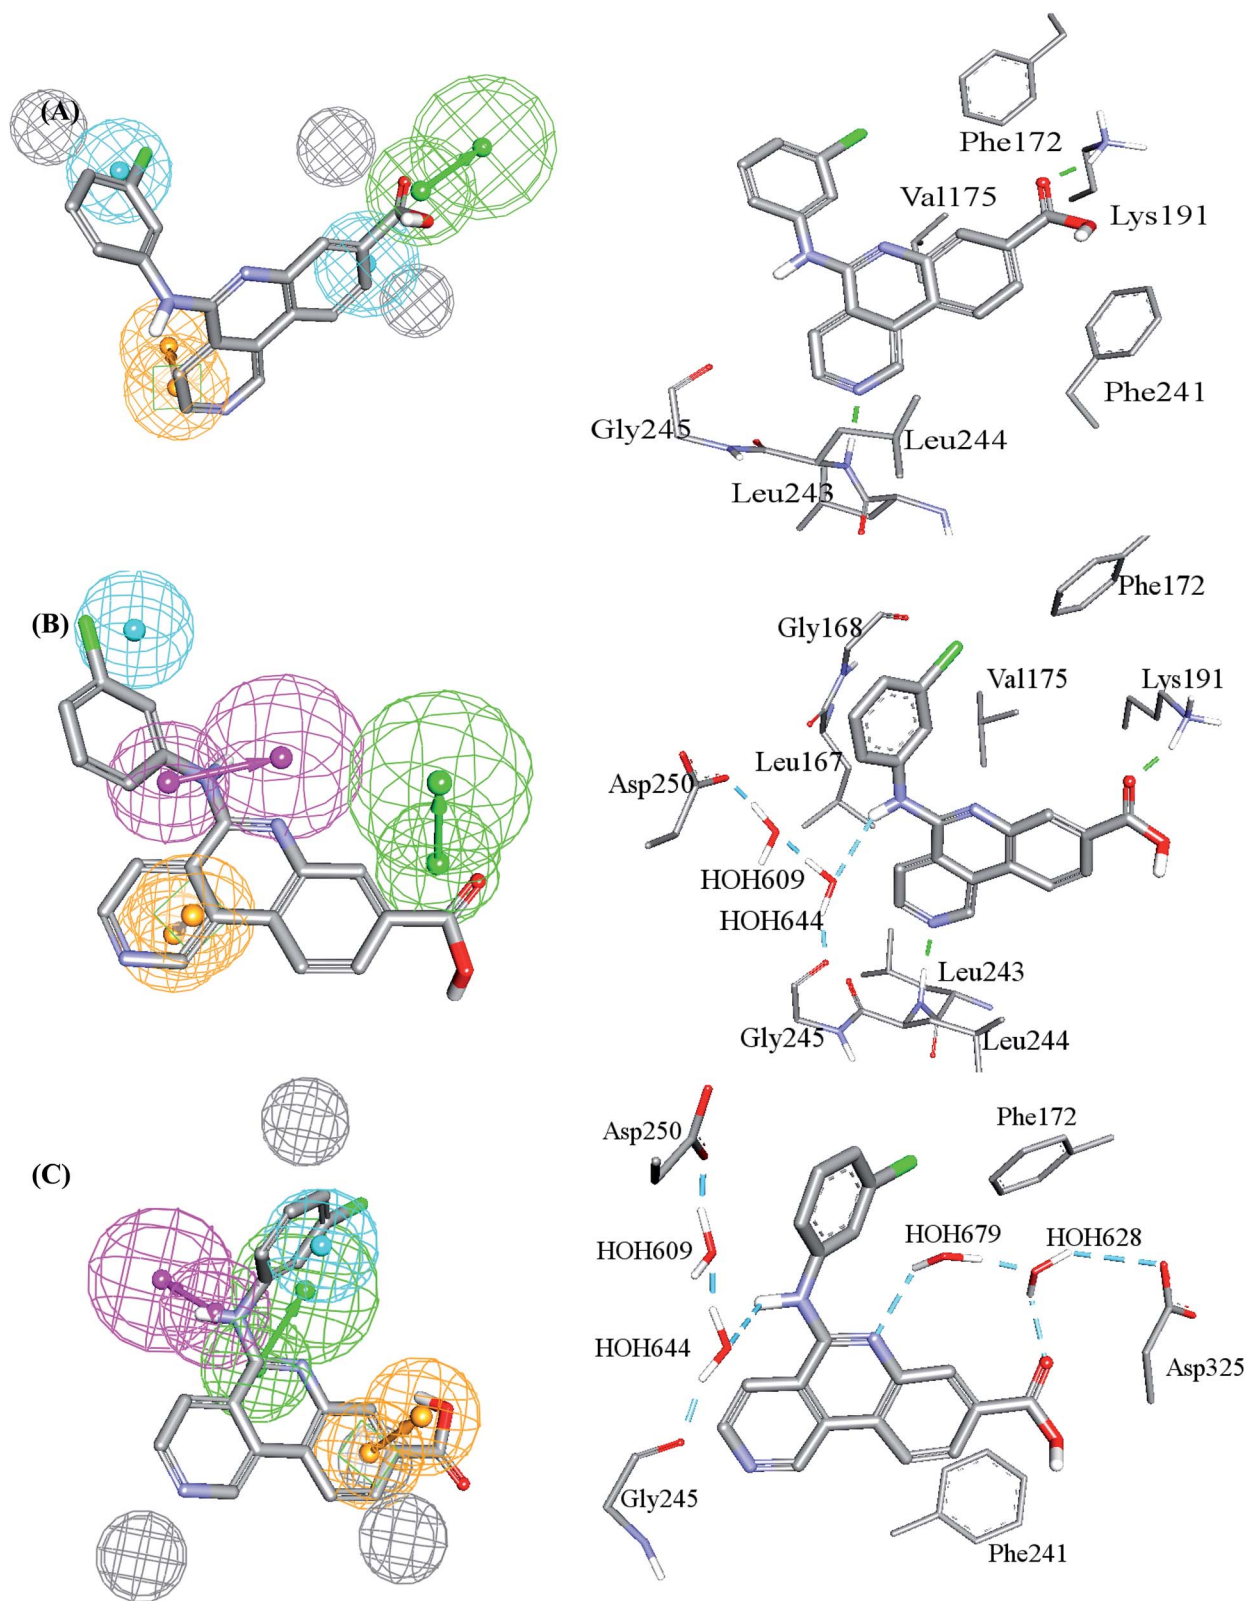 (A)
Phe172
Val175
Lys191
Phe241
Gly245
Leu244
Leu243
(B)
Phe172
Gly168
Val175
Lys191
Leu167
Asp250
HOH609
HOH644
Leu243
Gly245
Leu244
(C)
Asp250
Phe172
HOH679
HOH628
HOH609
HOH644
Asp325
Gly245
Phe241